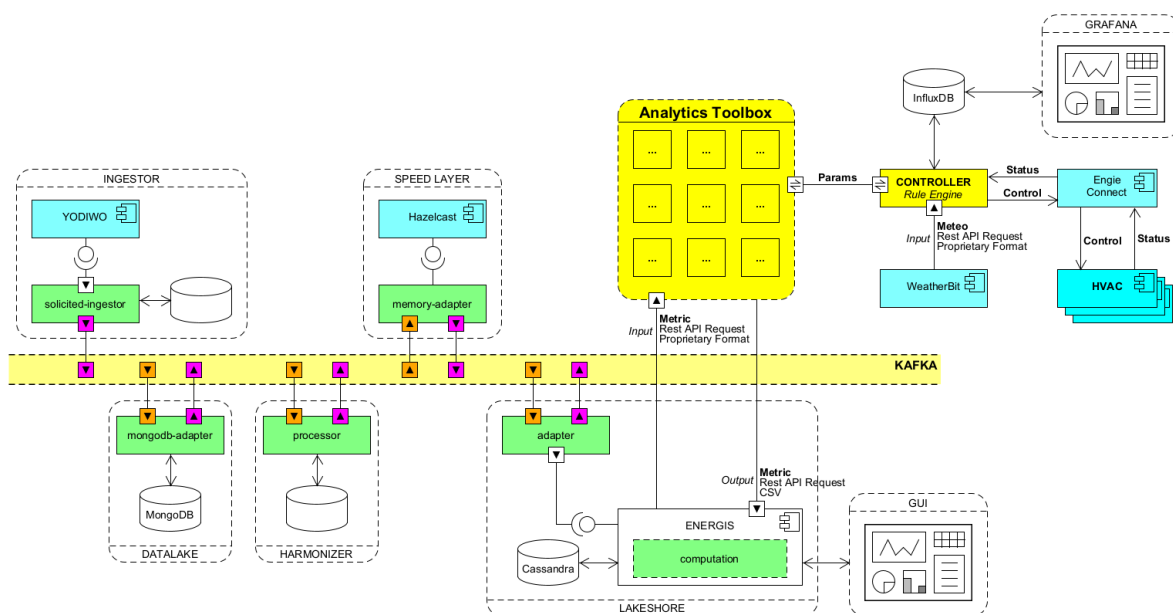 GRAFANA
InfluxDB
Analytics Toolbox
...
...
...
...
...
...
...
...
...
Params
CONTROLLER
Rule Engine
Status
Control
Engie
Connect
Input
Meteo
Rest API Request
Proprietary Format
Control
Status
WeatherBit
HVAC
INGESTOR
YODIWO
solicited-ingestor
SPEED LAYER
Hazelcast
memory-adapter
Input
Metric
Rest API Request
Proprietary Format
KAFKA
mongodb-adapter
MongoDB
DATALAKE
processor
HARMONIZER
adapter
Output
Metric
Rest API Request
CSV
ENERGIS
computation
Cassandra
LAKESHORE
GUI